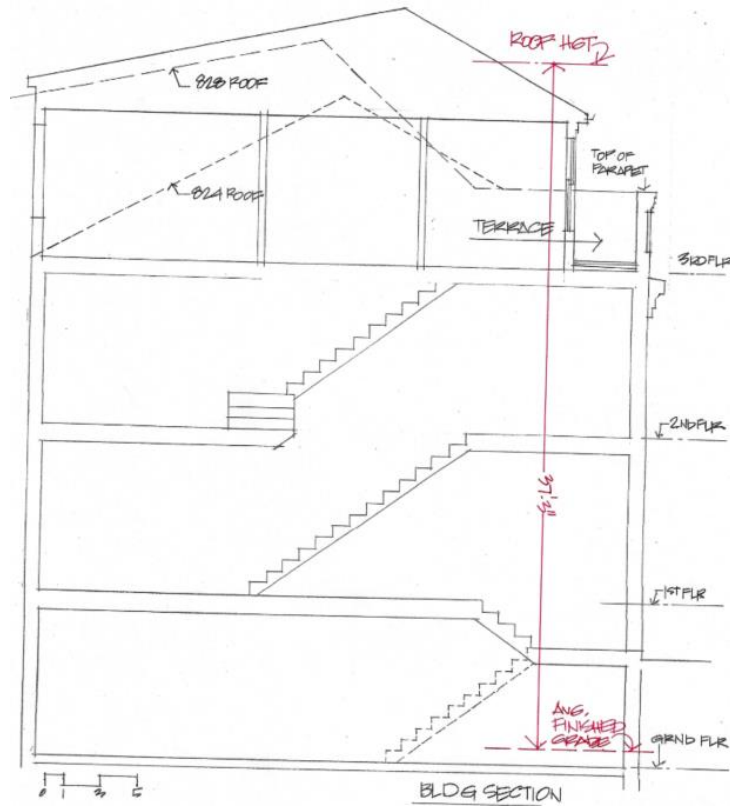 ROOF HGT.
828 ROOF
TOP OF
PARAPET
824 ROOF
TERRACE
3RD FLR
2ND FLR
37'-3"
1ST FLR
AVG.
FINISHED
GRADE
GRND FLR
0 1 3 5
BLDG SECTION